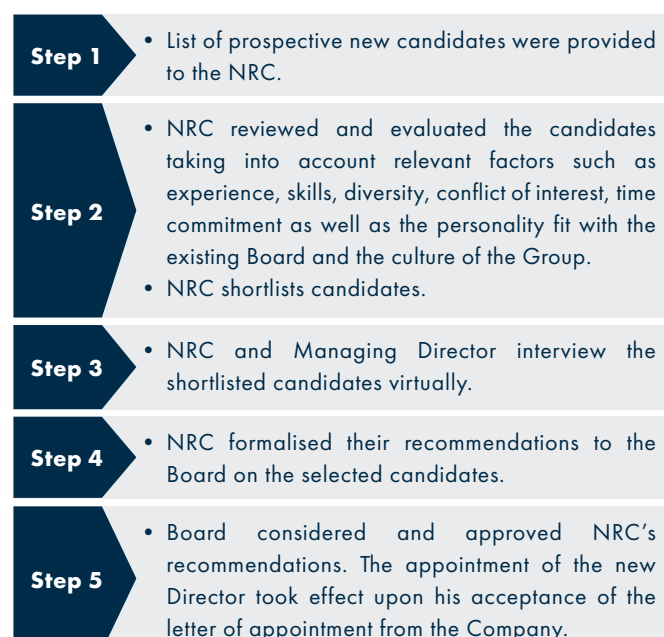 Step 1
• List of prospective new candidates were provided
to the NRC.
Step 2
• NRC reviewed and evaluated the candidates
taking into account relevant factors such as
experience, skills, diversity, conflict of interest, time
commitment as well as the personality fit with the
existing Board and the culture of the Group.
• NRC shortlists candidates.
Step 3
• NRC and Managing Director interview the
shortlisted candidates virtually.
Step 4
• NRC formalised their recommendations to the
Board on the selected candidates.
Step 5
• Board considered and approved NRC's
recommendations. The appointment of the new
Director took effect upon his acceptance of the
letter of appointment from the Company.